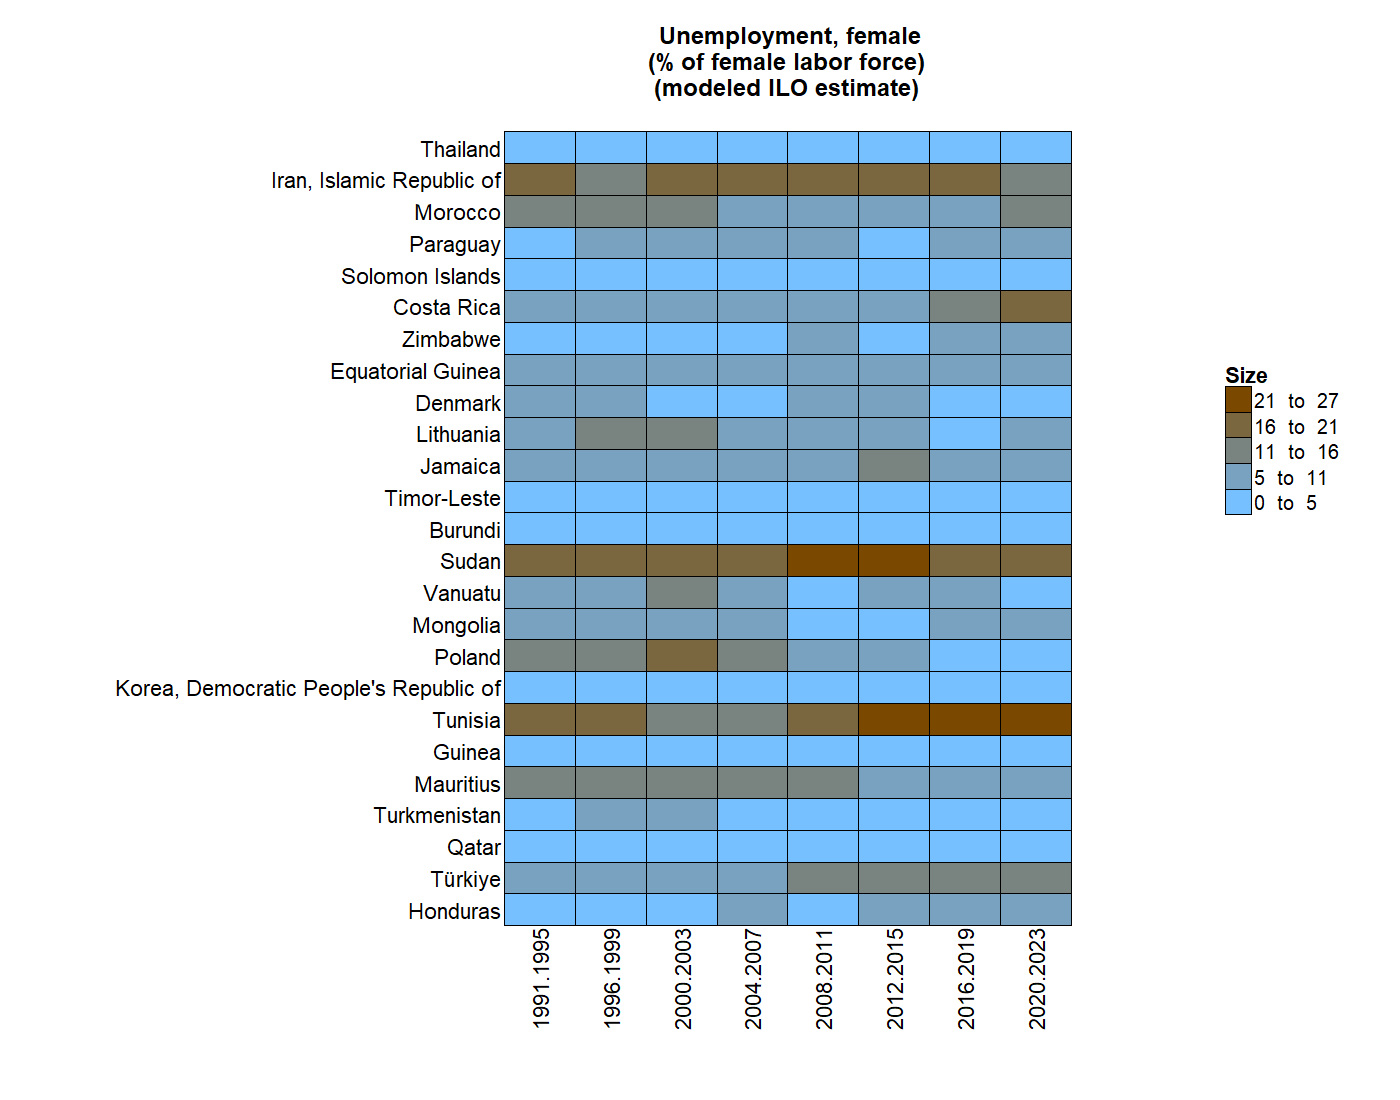 Unemployment, female
(% of female labor force)
(modeled ILO estimate)
Thailand
Iran, Islamic Republic of
Morocco
Paraguay
Solomon Islands
Costa Rica
Zimbabwe
Equatorial Guinea
Denmark
Lithuania
Jamaica
Timor-Leste
Burundi
Sudan
Vanuatu
Mongolia
Poland
Korea, Democratic People's Republic of
Tunisia
Guinea
Mauritius
Turkmenistan
Qatar
Türkiye
Honduras
1991.1995
1996.1999
2000.2003
2004.2007
2008.2011
2012.2015
2016.2019
2020.2023
Size
21 to 27
16 to 21
11 to 16
5 to 11
0 to 5